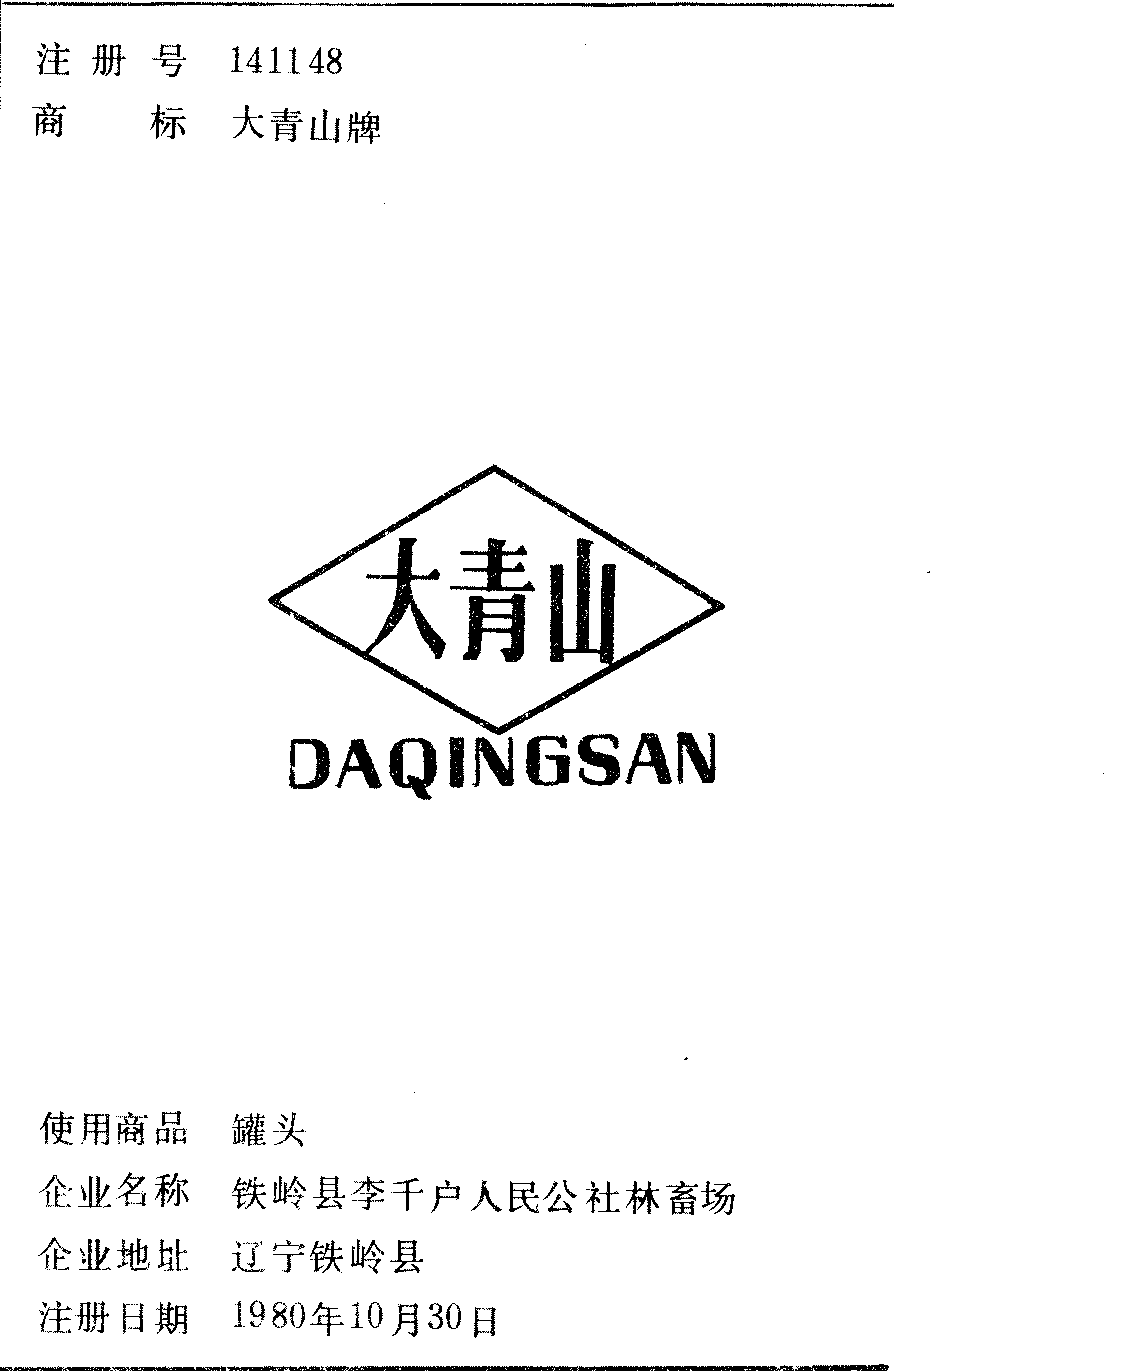 注册号 141148
商标 大青山牌
大青山
DAQINGSAN
使用商品 罐头
企业名称 铁岭县李千户人民公社林畜场
企业地址 辽宁铁岭县
注册日期 1980年10月30日